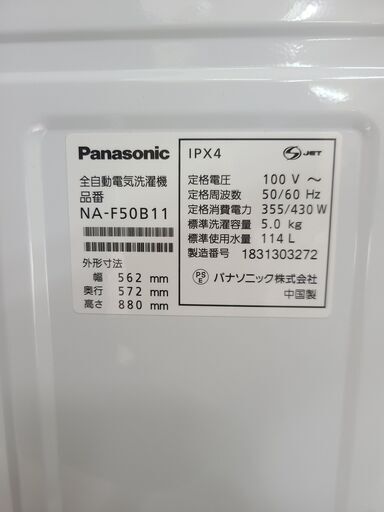 Panasonic
全自動電気洗濯機
品番
NA-F50B11
外形寸法
幅 562 mm
奥行 572 mm
高さ 880 mm
IPX4
S JET
定格電圧 100 V ～
定格周波数 50/60 Hz
定格消費電力 355/430 W
標準洗濯容量 5.0 kg
標準使用水量 114 L
製造番号 1831303272
PS
E
パナソニック株式会社
中国製